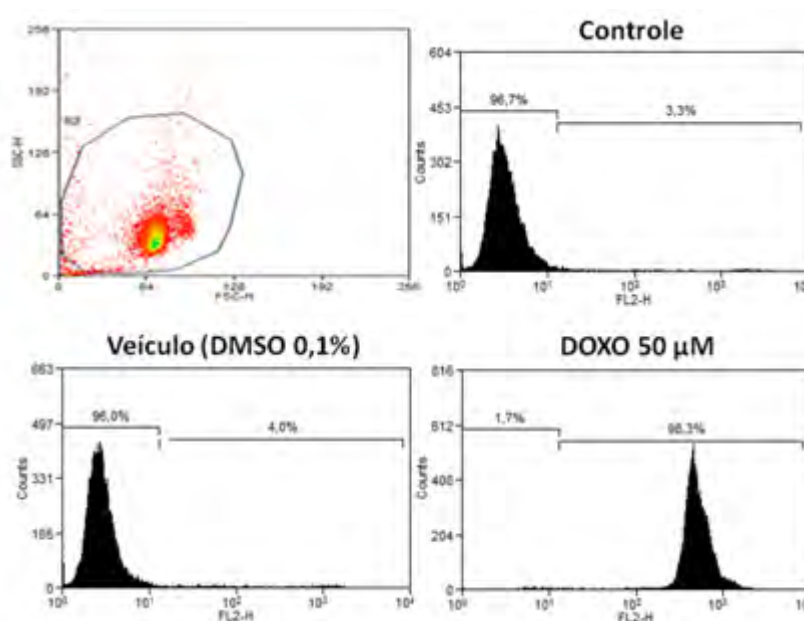 Controle
256
192
128
64
0
SSC-H
0 64 128 192 256
FSC-H
604
453
302
151
0
Counts
96,7%
3,3%
10⁰ 10¹ 10² 10³
FL2-H
Veículo (DMSO 0,1%)
663
497
331
165
0
Counts
96,0%
4,0%
10⁰ 10¹ 10² 10³ 10⁴
FL2-H
DOXO 50 µM
816
612
408
204
0
Counts
1,7%
98,3%
10⁰ 10¹ 10² 10³
FL2-H